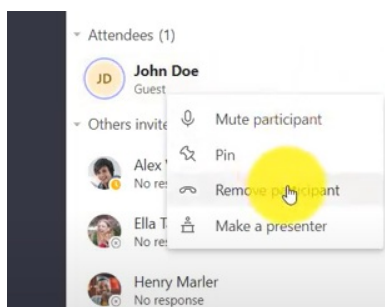 Attendees (1)
JD
John Doe
Guest
Others invite
Mute participant
Pin
Alex
No res
Remove participant
Ella T
No res
Make a presenter
Henry Marler
No response